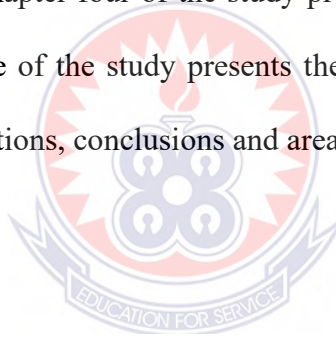 hapter four of the study pr
e of the study presents the
tions, conclusions and area
EDUCATION FOR SERVICE